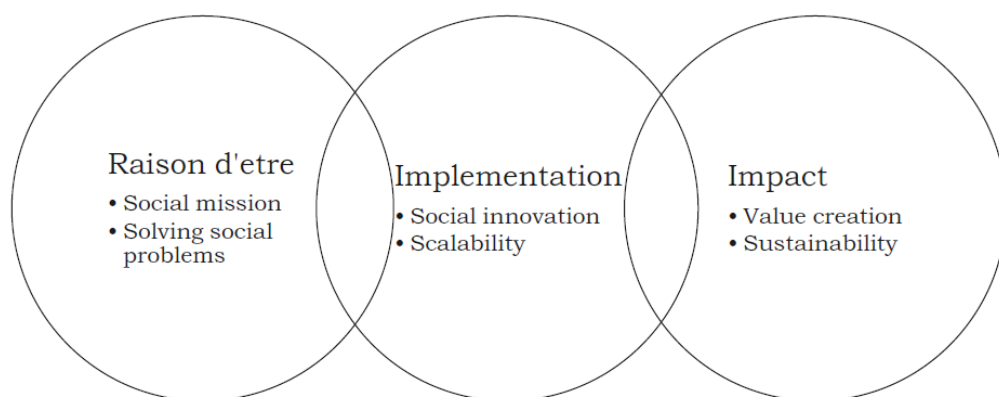 Raison d'etre
• Social mission
• Solving social
problems
Implementation
• Social innovation
• Scalability
Impact
• Value creation
• Sustainability